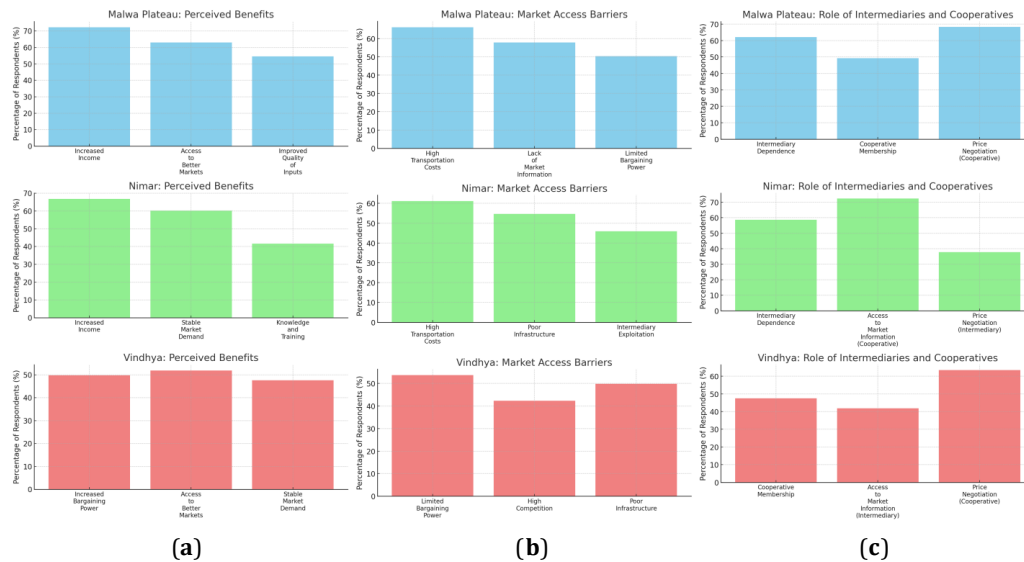 Malwa Plateau: Perceived Benefits
Percentage of Respondents (%)
70
60
50
40
30
20
10
0
Increased
Income
Access
to
Better
Markets
Improved
Quality
of
Inputs
Nimar: Perceived Benefits
Percentage of Respondents (%)
70
60
50
40
30
20
10
0
Increased
Income
Stable
Market
Demand
Knowledge
and
Training
Vindhya: Perceived Benefits
Percentage of Respondents (%)
50
40
30
20
10
0
Increased
Bargaining
Power
Access
to
Better
Markets
Stable
Market
Demand
(a)
Malwa Plateau: Market Access Barriers
Percentage of Respondents (%)
60
50
40
30
20
10
0
High
Transportation
Costs
Lack
of
Market
Information
Limited
Bargaining
Power
Nimar: Market Access Barriers
Percentage of Respondents (%)
60
50
40
30
20
10
0
High
Transportation
Costs
Poor
Infrastructure
Intermediary
Exploitation
Vindhya: Market Access Barriers
Percentage of Respondents (%)
50
40
30
20
10
0
Limited
Bargaining
Power
High
Competition
Poor
Infrastructure
(b)
Malwa Plateau: Role of Intermediaries and Cooperatives
Percentage of Respondents (%)
70
60
50
40
30
20
10
0
Intermediary
Dependence
Cooperative
Membership
Price
Negotiation
(Cooperative)
Nimar: Role of Intermediaries and Cooperatives
Percentage of Respondents (%)
70
60
50
40
30
20
10
0
Intermediary
Dependence
Access
to
Market
Information
(Cooperative)
Price
Negotiation
(Intermediary)
Vindhya: Role of Intermediaries and Cooperatives
Percentage of Respondents (%)
60
50
40
30
20
10
0
Cooperative
Membership
Access
to
Market
Information
(Intermediary)
Price
Negotiation
(Cooperative)
(c)